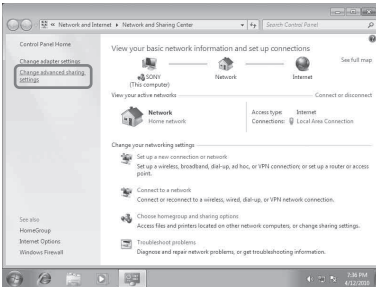 « Network and Internet ▸ Network and Sharing Center
Search Control Panel
Control Panel Home
Change adapter settings
Change advanced sharing
settings
See also
HomeGroup
Internet Options
Windows Firewall
View your basic network information and set up connections
See full map
SONY
(This computer)
Network
Internet
View your active networks
Connect or disconnect
Network
Home network
Access type: Internet
Connections: Local Area Connection
Change your networking settings
Set up a new connection or network
Set up a wireless, broadband, dial-up, ad hoc, or VPN connection; or set up a router or access
point.
Connect to a network
Connect or reconnect to a wireless, wired, dial-up, or VPN network connection.
Choose homegroup and sharing options
Access files and printers located on other network computers, or change sharing settings.
Troubleshoot problems
Diagnose and repair network problems, or get troubleshooting information.
7:36 PM
4/12/2010